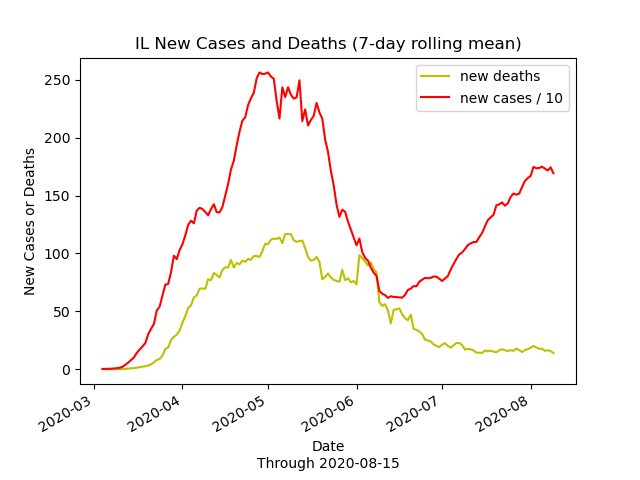 IL New Cases and Deaths (7-day rolling mean)
new deaths
new cases / 10
250
200
150
100
50
0
New Cases or Deaths
2020-03
2020-04
2020-05
2020-06
2020-07
2020-08
Date
Through 2020-08-15